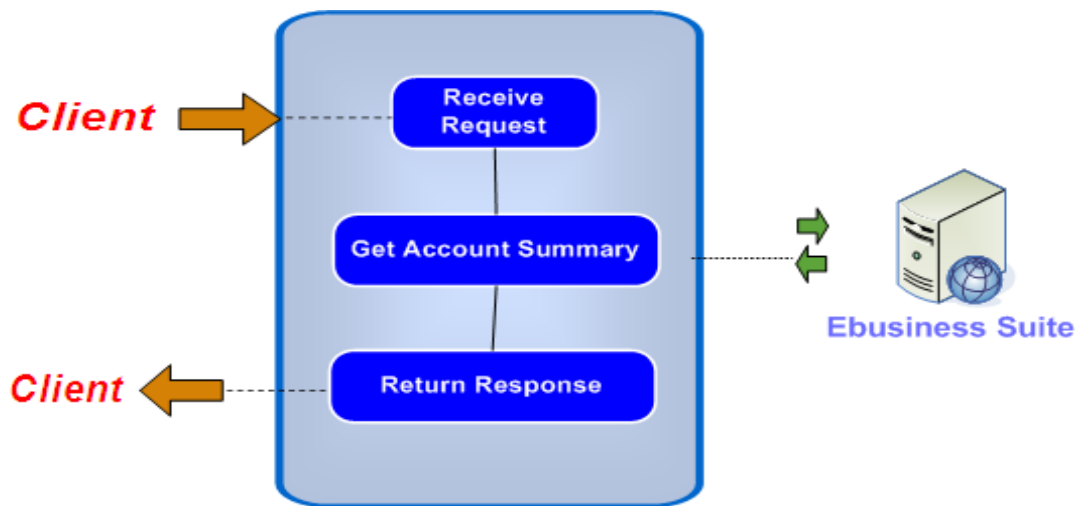 Client
Receive
Request
Get Account Summary
Ebusiness Suite
Client
Return Response